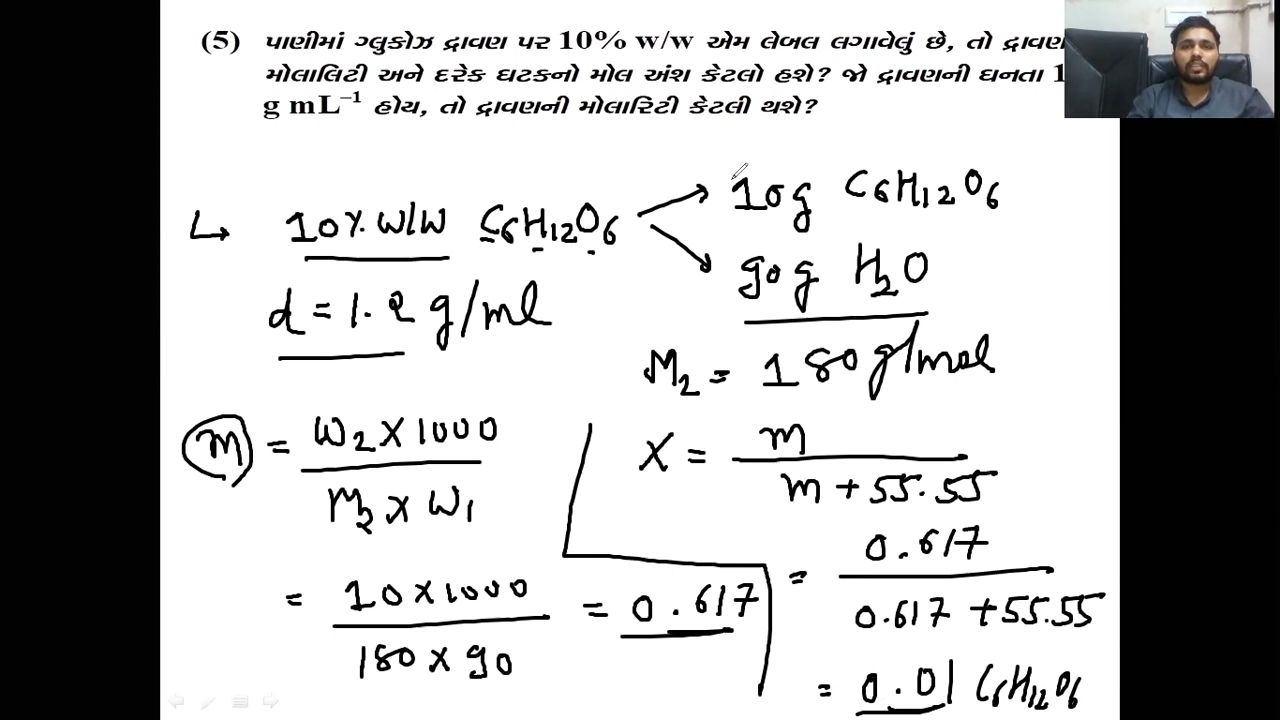 (5) પાણીમાં ગ્લુકોઝ દ્રાવણ પર 10% w/w એમ લેબલ લગાવેલું છે, તો દ્રાવણ
મોલાલિટી અને દરેક ઘટકનો મોલ અંશ કેટલો હશે? જો દ્રાવણની ઘનતા 1
g mL⁻¹ હોય, તો દ્રાવણની મોલારિટી કેટલી થશે?
10% w/w C6H12O6
10g C6H12O6
90g H2O
d = 1.2 g/ml
M2 = 180 g/mol
m = W2 × 1000
M2 × W1
= 10 × 1000
180 × 90
= 0.617
X = m
m + 55.55
= 0.617
0.617 + 55.55
= 0.01 C6H12O6